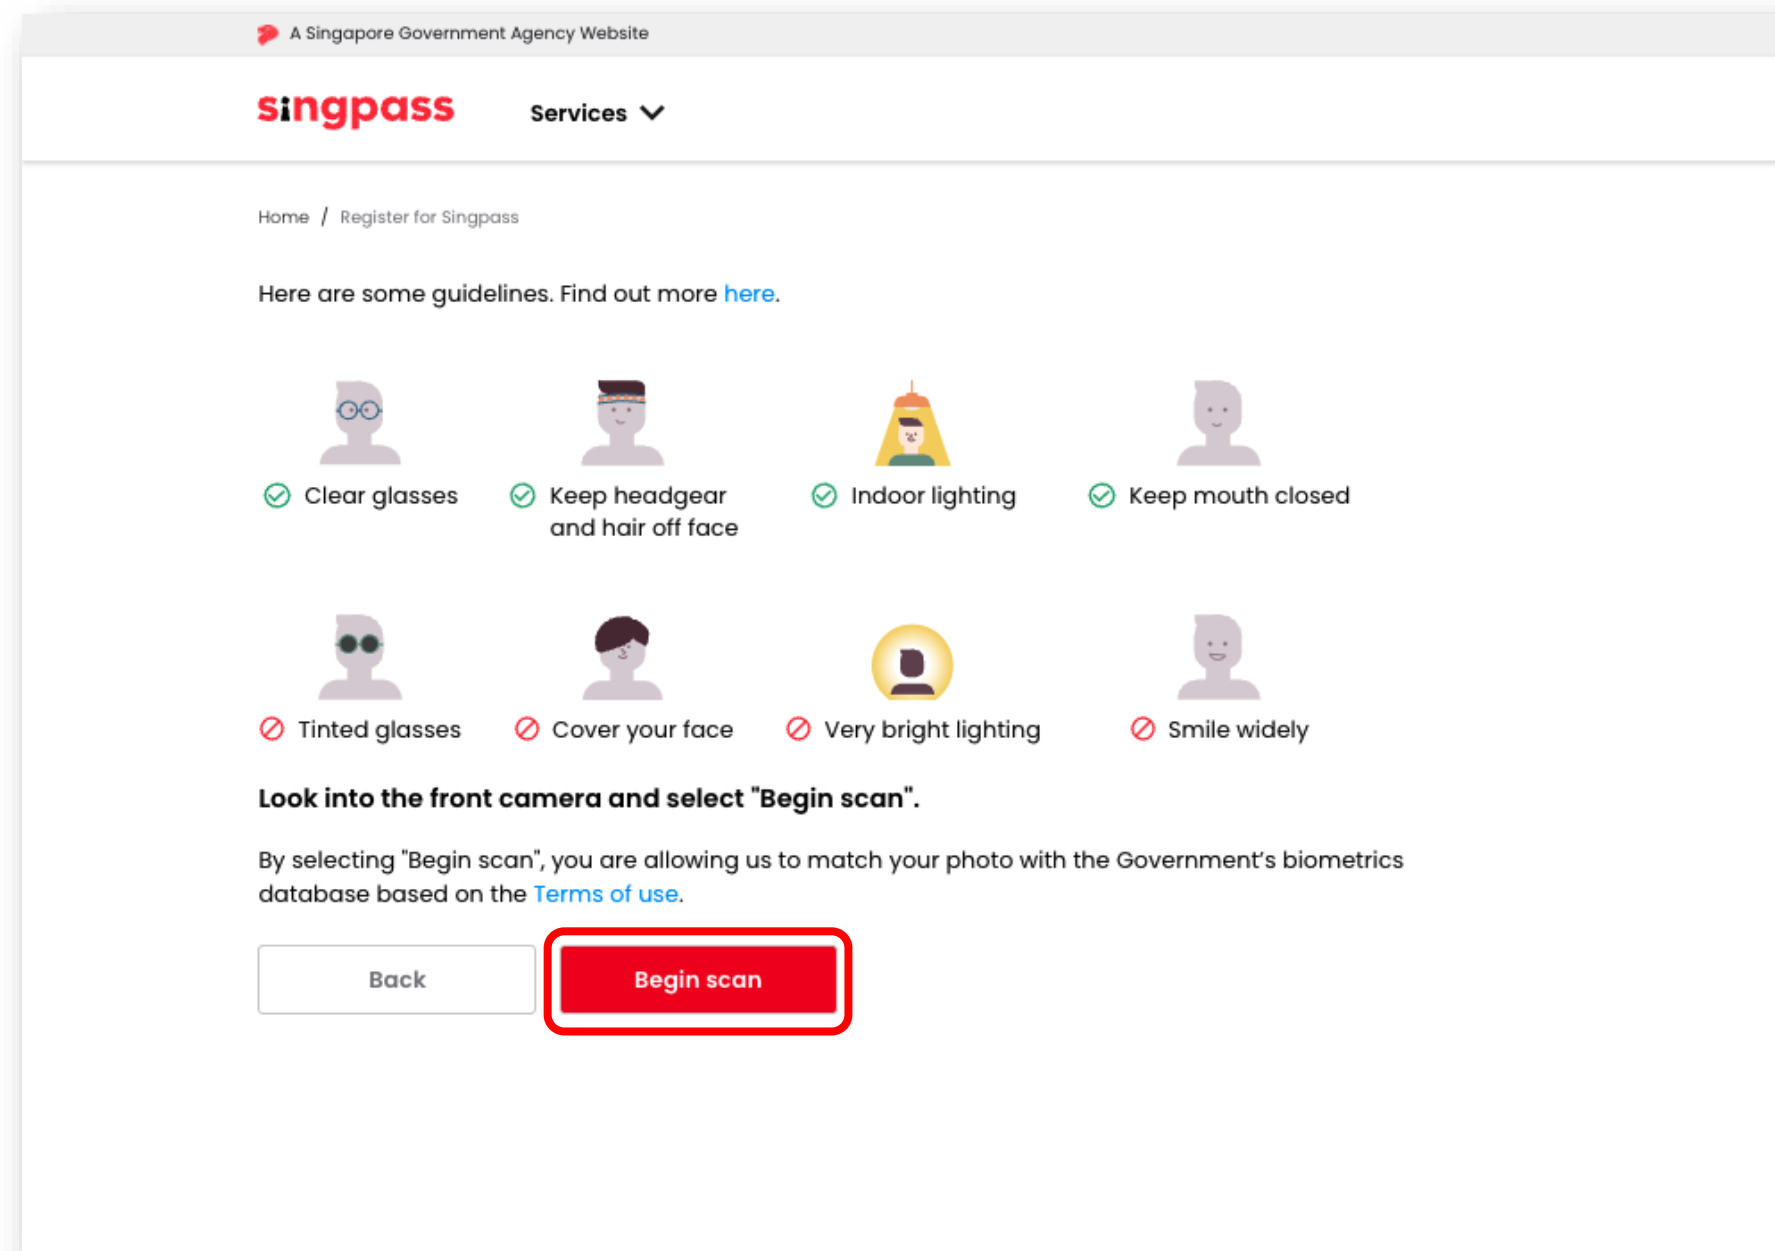 A Singapore Government Agency Website
singpass
Services
Home / Register for Singpass
Here are some guidelines. Find out more here.
Clear glasses
Keep headgear
and hair off face
Indoor lighting
Keep mouth closed
Tinted glasses
Cover your face
Very bright lighting
Smile widely
Look into the front camera and select "Begin scan".
By selecting "Begin scan", you are allowing us to match your photo with the Government’s biometrics
database based on the Terms of use.
Back
Begin scan